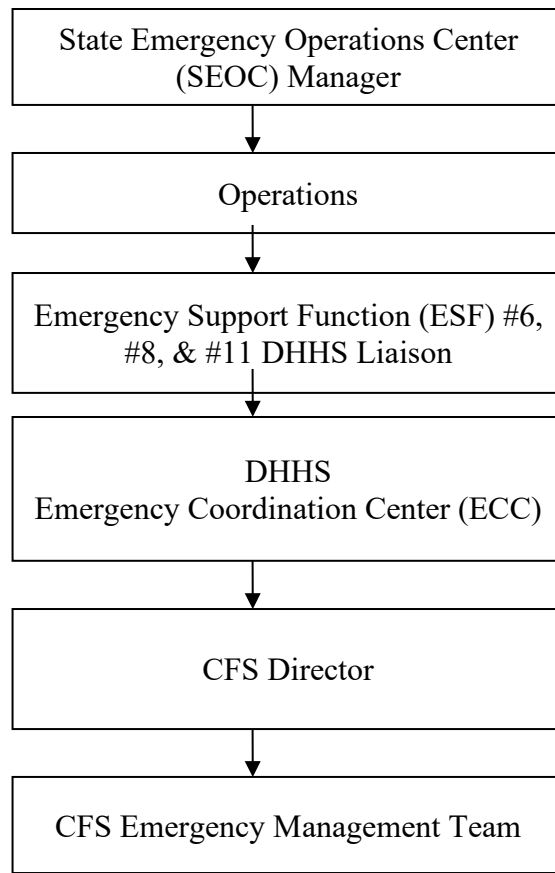 State Emergency Operations Center
(SEOC) Manager
Operations
Emergency Support Function (ESF) #6,
#8, & #11 DHHS Liaison
DHHS
Emergency Coordination Center (ECC)
CFS Director
CFS Emergency Management Team